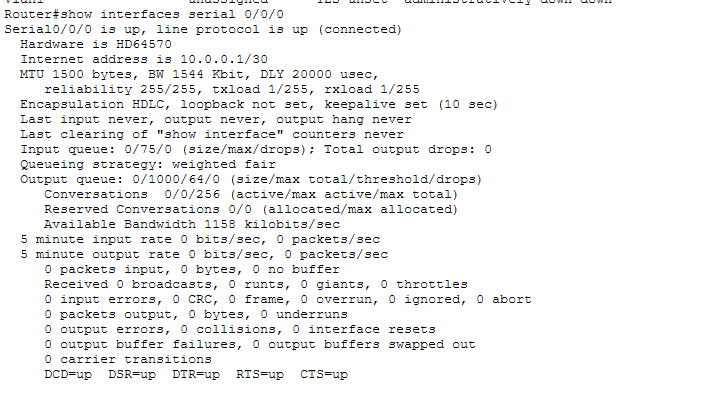 Router#show interfaces serial 0/0/0
Serial0/0/0 is up, line protocol is up (connected)
  Hardware is HD64570
  Internet address is 10.0.0.1/30
  MTU 1500 bytes, BW 1544 Kbit, DLY 20000 usec,
     reliability 255/255, txload 1/255, rxload 1/255
  Encapsulation HDLC, loopback not set, keepalive set (10 sec)
  Last input never, output never, output hang never
  Last clearing of "show interface" counters never
  Input queue: 0/75/0 (size/max/drops); Total output drops: 0
  Queueing strategy: weighted fair
  Output queue: 0/1000/64/0 (size/max total/threshold/drops)
     Conversations  0/0/256 (active/max active/max total)
     Reserved Conversations 0/0 (allocated/max allocated)
     Available Bandwidth 1158 kilobits/sec
  5 minute input rate 0 bits/sec, 0 packets/sec
  5 minute output rate 0 bits/sec, 0 packets/sec
     0 packets input, 0 bytes, 0 no buffer
     Received 0 broadcasts, 0 runts, 0 giants, 0 throttles
     0 input errors, 0 CRC, 0 frame, 0 overrun, 0 ignored, 0 abort
     0 packets output, 0 bytes, 0 underruns
     0 output errors, 0 collisions, 0 interface resets
     0 output buffer failures, 0 output buffers swapped out
     0 carrier transitions
     DCD=up  DSR=up  DTR=up  RTS=up  CTS=up